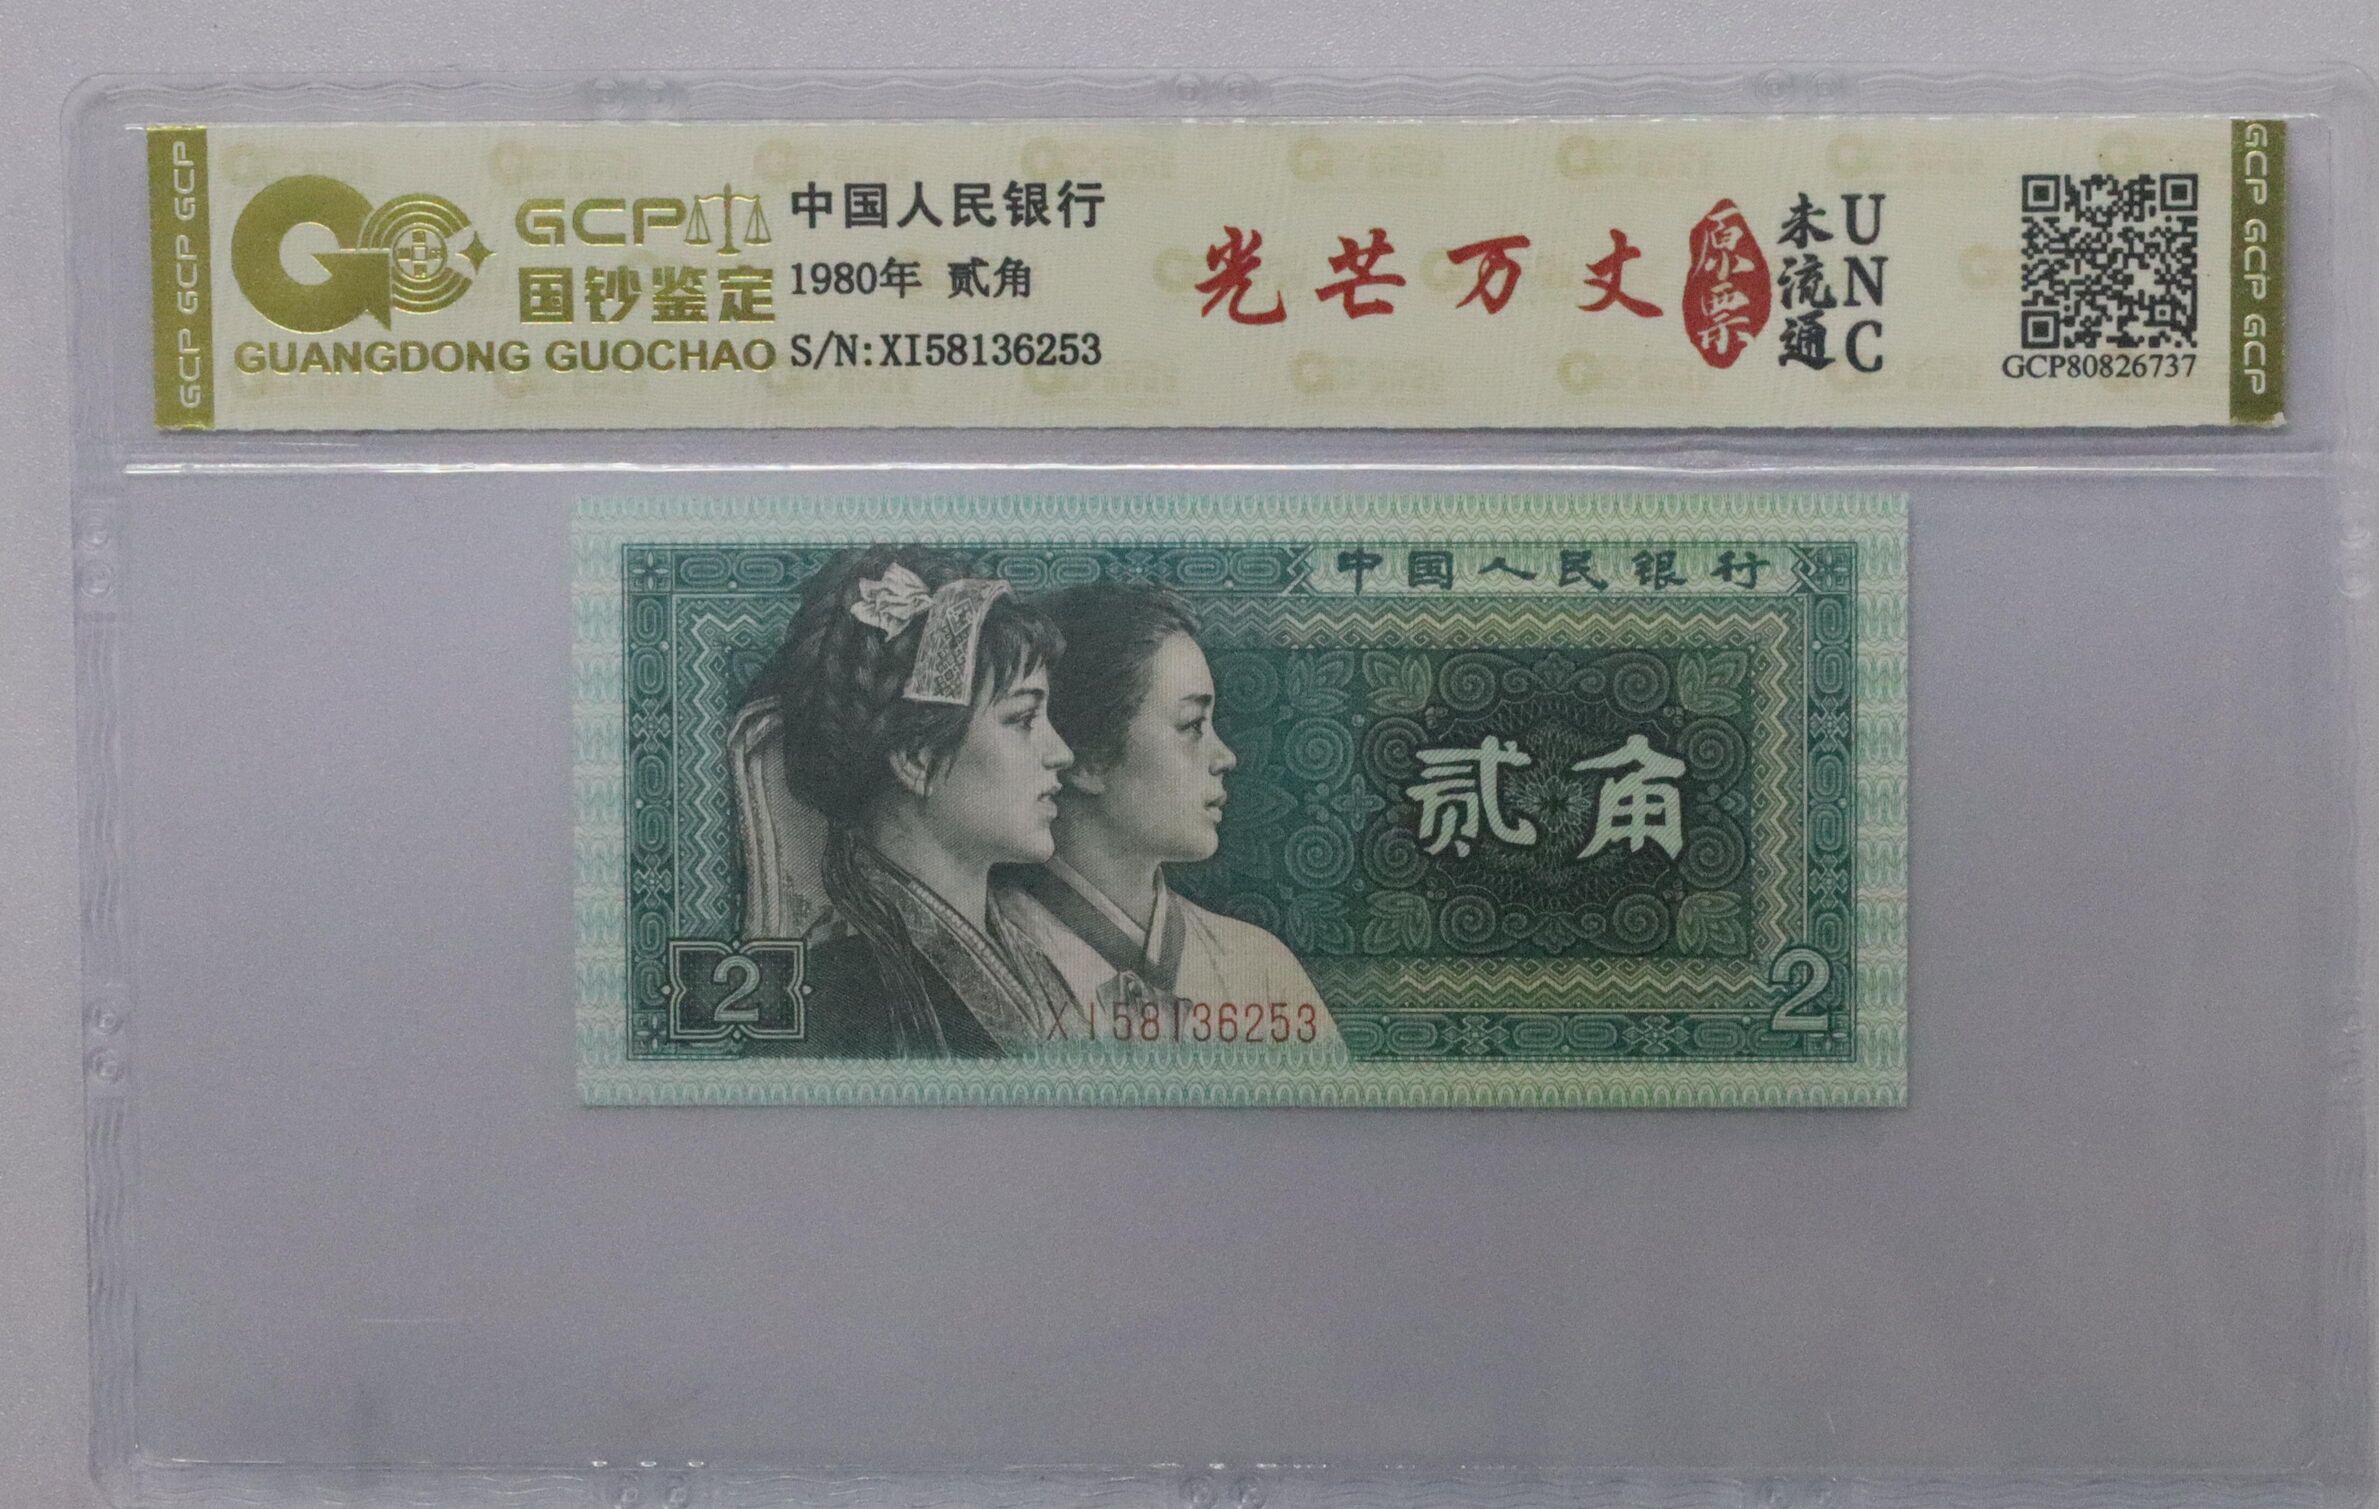 GCP GCP GCP
GCP
国钞鉴定
GUANGDONG GUOCHAO
中国人民银行
1980年 贰角
S/N:XI58136253
光芒万丈
原票
未流通
UNC
GCP80826737
GCP GCP GCP
中国人民银行
贰角
2
XI58136253
2